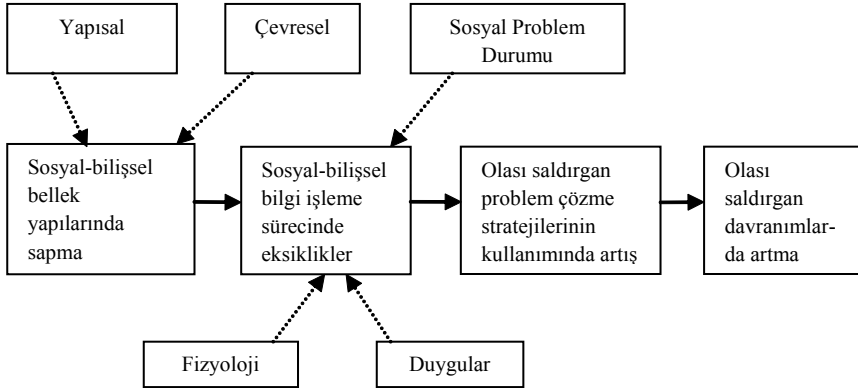 Yapısal
Çevresel
Sosyal Problem
Durumu
Sosyal-bilişsel
bellek
yapılarında
sapma
Sosyal-bilişsel
bilgi işleme
sürecinde
eksiklikler
Olası saldırgan
problem çözme
stratejilerinin
kullanımında artış
Olası
saldırgan
davranımlar-
da artma
Fizyoloji
Duygular